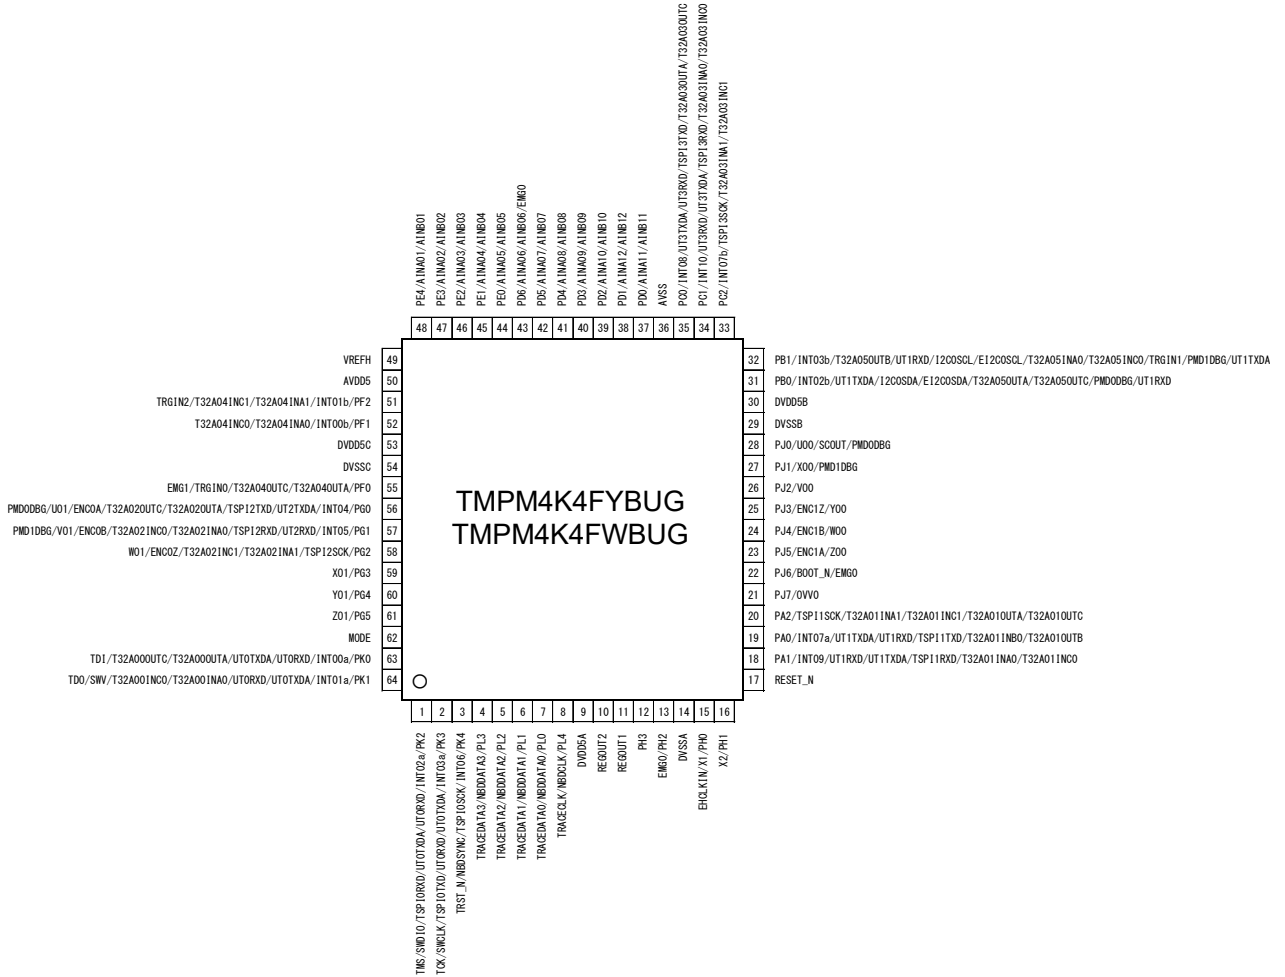 PE4/AINA01/AINB01
PE3/AINA02/AINB02
PE2/AINA03/AINB03
PE1/AINA04/AINB04
PE0/AINA05/AINB05
PD6/AINA06/AINB06/EMG0
PD5/AINA07/AINB07
PD4/AINA08/AINB08
PD3/AINA09/AINB09
PD2/AINA10/AINB10
PD1/AINA12/AINB12
PD0/AINA11/AINB11
AVSS
PC0/INT08/UT3TXDA/UT3RXD/TSPI3TXD/T32A03OUTA/T32A03OUTC
PC1/INT10/UT3RXD/UT3TXDA/TSPI3RXD/T32A03INA0/T32A03INC0
PC2/INT07b/TSPI3SCK/T32A03INA1/T32A03INC1
48 47 46 45 44 43 42 41 40 39 38 37 36 35 34 33
VREFH 49
AVDD5 50
TRGIN2/T32A04INC1/T32A04INA1/INT01b/PF2 51
T32A04INC0/T32A04INA0/INT00b/PF1 52
DVDD5C 53
DVSSC 54
EMG1/TRGIN0/T32A04OUTC/T32A04OUTA/PF0 55
PMD0DBG/UO1/ENC0A/T32A02OUTC/T32A02OUTA/TSPI2TXD/UT2TXDA/INT04/PG0 56
PMD1DBG/VO1/ENC0B/T32A02INC0/T32A02INA0/TSPI2RXD/UT2RXD/INT05/PG1 57
WO1/ENC0Z/T32A02INC1/T32A02INA1/TSPI2SCK/PG2 58
XO1/PG3 59
YO1/PG4 60
ZO1/PG5 61
MODE 62
TDI/T32A00OUTC/T32A00OUTA/UT0TXDA/UT0RXD/INT00a/PK0 63
TDO/SWV/T32A00INC0/T32A00INA0/UT0RXD/UT0TXDA/INT01a/PK1 64
TMPM4K4FYBUG
TMPM4K4FWBUG
32 PB1/INT03b/T32A05OUTB/UT1RXD/I2C0SCL/EI2C0SCL/T32A05INA0/T32A05INC0/TRGIN1/PMD1DBG/UT1TXDA
31 PB0/INT02b/UT1TXDA/I2C0SDA/EI2C0SDA/T32A05OUTA/T32A05OUTC/PMD0DBG/UT1RXD
30 DVDD5B
29 DVSSB
28 PJ0/UO0/SCOUT/PMD0DBG
27 PJ1/XO0/PMD1DBG
26 PJ2/VO0
25 PJ3/ENC1Z/YO0
24 PJ4/ENC1B/WO0
23 PJ5/ENC1A/ZO0
22 PJ6/BOOT_N/EMG0
21 PJ7/OVV0
20 PA2/TSPI1SCK/T32A01INA1/T32A01INC1/T32A01OUTA/T32A01OUTC
19 PA0/INT07a/UT1TXDA/UT1RXD/TSPI1TXD/T32A01INB0/T32A01OUTB
18 PA1/INT09/UT1RXD/UT1TXDA/TSPI1RXD/T32A01INA0/T32A01INC0
17 RESET_N
1 2 3 4 5 6 7 8 9 10 11 12 13 14 15 16
TMS/SWDIO/TSPI0RXD/UT0TXDA/UT0RXD/INT02a/PK2
TCK/SWCLK/TSPI0TXD/UT0RXD/UT0TXDA/INT03a/PK3
TRST_N/NBDSYNC/TSPI0SCK/INT06/PK4
TRACEDATA3/NBDDATA3/PL3
TRACEDATA2/NBDDATA2/PL2
TRACEDATA1/NBDDATA1/PL1
TRACEDATA0/NBDDATA0/PL0
TRACECLK/NBDCLK/PL4
DVDD5A
REGOUT2
REGOUT1
PH3
EMG0/PH2
DVSSA
EHCLKIN/X1/PH0
X2/PH1